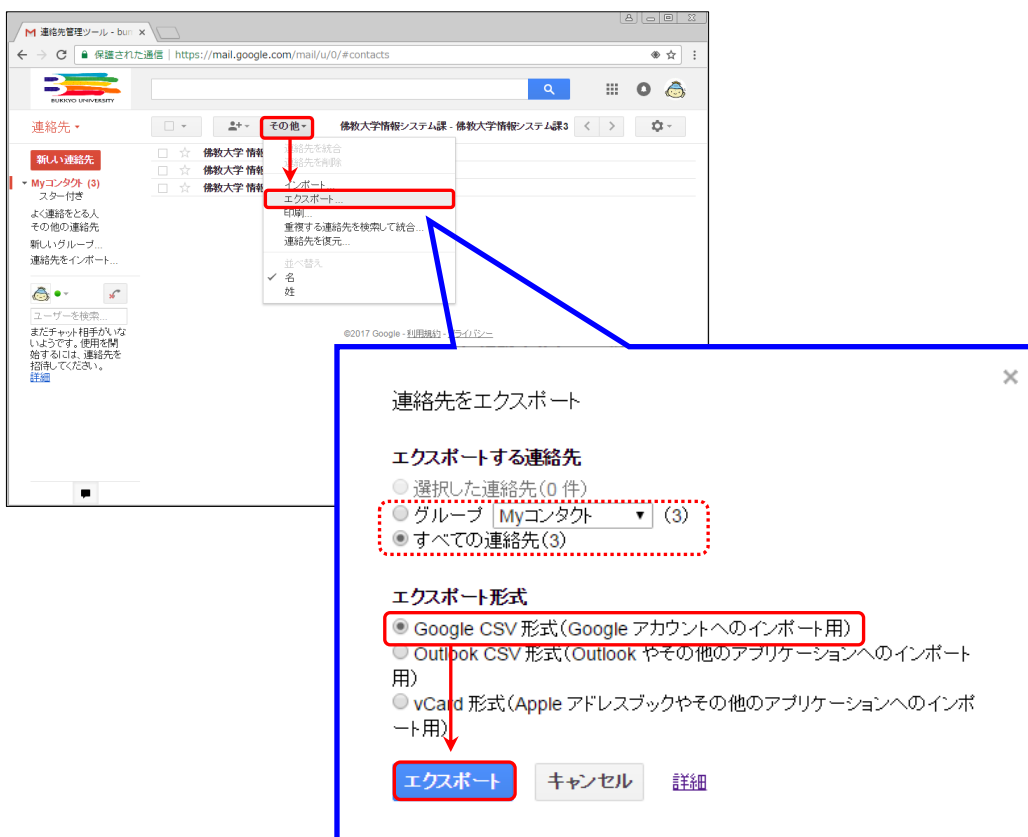 連絡先管理ツール - bu
保護された通信 | https://mail.google.com/mail/u/0/#contacts
BUKKYO UNIVERSITY
連絡先
その他
佛教大学情報システム課 - 佛教大学情報システム課3
新しい連絡先
Myコンタクト (3)
スター付き
よく連絡をとる人
その他の連絡先
新しいグループ...
連絡先をインポート...
佛教大学 情報
佛教大学 情報
佛教大学 情報
連絡先を統合
連絡先を削除
インポート...
エクスポート...
印刷...
重複する連絡先を検索して統合...
連絡先を復元...
並べ替え
名
姓
ユーザーを検索...
まだチャット相手がいな
いようです。使用を開
始するには、連絡先を
招待してください。
詳細
©2017 Google - 利用規約 - プライバシー
連絡先をエクスポート
エクスポートする連絡先
選択した連絡先(0 件)
グループ Myコンタクト (3)
すべての連絡先(3)
エクスポート形式
Google CSV 形式(Google アカウントへのインポート用)
Outlook CSV 形式(Outlook やその他のアプリケーションへのインポート
用)
vCard 形式(Apple アドレスブックやその他のアプリケーションへのインポ
ート用)
エクスポート キャンセル 詳細